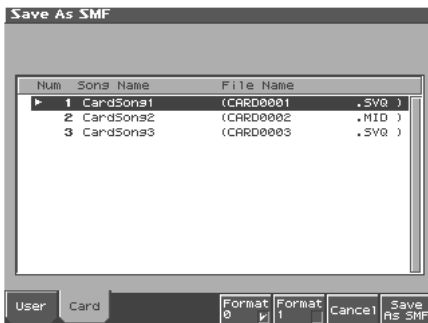 Save As SMF
Num Song Name File Name
1 CardSong1 (CARD0001 .SVQ )
2 CardSong2 (CARD0002 .MID )
3 CardSong3 (CARD0003 .SVQ )
User Card Format 0 Format 1 Cancel Save As SMF